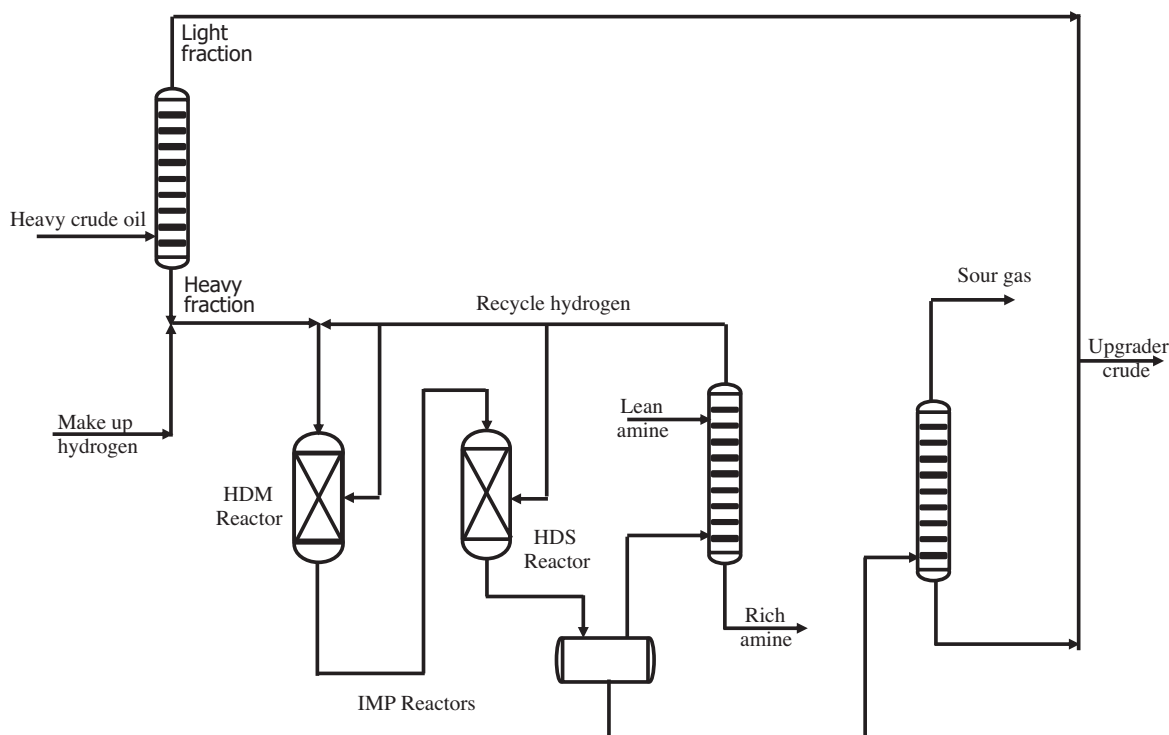 Light
fraction
Heavy crude oil
Heavy
fraction
Sour gas
Recycle hydrogen
Upgrader
crude
Make up
hydrogen
Lean
amine
HDM
Reactor
HDS
Reactor
Rich
amine
IMP Reactors